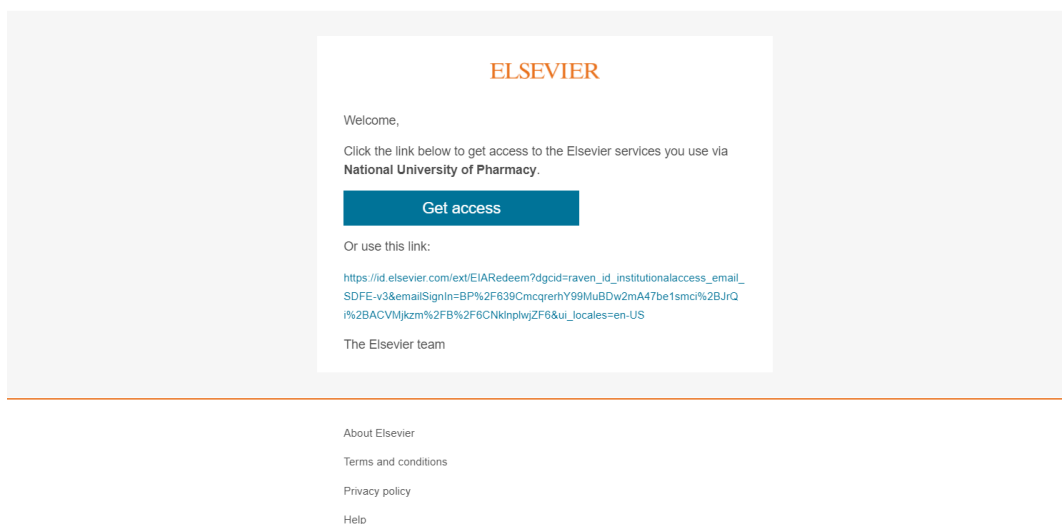 ELSEVIER
Welcome,
Click the link below to get access to the Elsevier services you use via
National University of Pharmacy.
Get access
Or use this link:
https://id.elsevier.com/ext/EIARedeem?dgcid=raven_id_institutionalaccess_email_
SDFE-v3&emailSignIn=BP%2F639CmcqrerhY99MuBDw2mA47be1smci%2BJrQ
i%2BACVMjkzm%2FB%2F6CNklnplwjZF6&ui_locales=en-US
The Elsevier team
About Elsevier
Terms and conditions
Privacy policy
Help